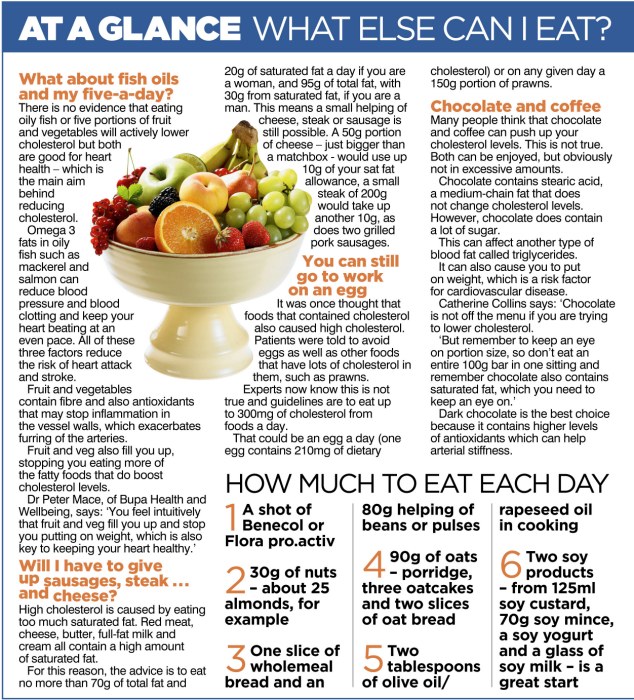 AT A GLANCE WHAT ELSE CAN I EAT?
What about fish oils
and my five-a-day?
There is no evidence that eating
oily fish or five portions of fruit
and vegetables will actively lower
cholesterol but both
are good for heart
health – which is
the main aim
behind
reducing
cholesterol.
Omega 3
fats in oily
fish such as
mackerel and
salmon can
reduce blood
pressure and blood
clotting and keep your
heart beating at an
even pace. All of these
three factors reduce
the risk of heart attack
and stroke.
Fruit and vegetables
contain fibre and also antioxidants
that may stop inflammation in
the vessel walls, which exacerbates
furring of the arteries.
Fruit and veg also fill you up,
stopping you eating more of
the fatty foods that do boost
cholesterol levels.
Dr Peter Mace, of Bupa Health and
Wellbeing, says: ‘You feel intuitively
that fruit and veg fill you up and stop
you putting on weight, which is also
key to keeping your heart healthy.’
Will I have to give
up sausages, steak ...
and cheese?
High cholesterol is caused by eating
too much saturated fat. Red meat,
cheese, butter, full-fat milk and
cream all contain a high amount
of saturated fat.
For this reason, the advice is to eat
no more than 70g of total fat and
20g of saturated fat a day if you are
a woman, and 95g of total fat, with
30g from saturated fat, if you are a
man. This means a small helping of
cheese, steak or sausage is
still possible. A 50g portion
of cheese – just bigger than
a matchbox - would use up
10g of your sat fat
allowance, a small
steak of 200g
would take up
another 10g, as
does two grilled
pork sausages.
You can still
go to work
on an egg
It was once thought that
foods that contained cholesterol
also caused high cholesterol.
Patients were told to avoid
eggs as well as other foods
that have lots of cholesterol in
them, such as prawns.
Experts now know this is not
true and guidelines are to eat up
to 300mg of cholesterol from
foods a day.
That could be an egg a day (one
egg contains 210mg of dietary
cholesterol) or on any given day a
150g portion of prawns.
Chocolate and coffee
Many people think that chocolate
and coffee can push up your
cholesterol levels. This is not true.
Both can be enjoyed, but obviously
not in excessive amounts.
Chocolate contains stearic acid,
a medium-chain fat that does
not change cholesterol levels.
However, chocolate does contain
a lot of sugar.
This can affect another type of
blood fat called triglycerides.
It can also cause you to put
on weight, which is a risk factor
for cardiovascular disease.
Catherine Collins says: ‘Chocolate
is not off the menu if you are trying
to lower cholesterol.
‘But remember to keep an eye
on portion size, so don’t eat an
entire 100g bar in one sitting and
remember chocolate also contains
saturated fat, which you need to
keep an eye on.’
Dark chocolate is the best choice
because it contains higher levels
of antioxidants which can help
arterial stiffness.
HOW MUCH TO EAT EACH DAY
1 A shot of
Benecol or
Flora pro.activ
2 30g of nuts
– about 25
almonds, for
example
3 One slice of
wholemeal
bread and an
80g helping of
beans or pulses
4 90g of oats
– porridge,
three oatcakes
and two slices
of oat bread
5 Two
tablespoons
of olive oil/
rapeseed oil
in cooking
6 Two soy
products
– from 125ml
soy custard,
70g soy mince,
a soy yogurt
and a glass of
soy milk – is a
great start